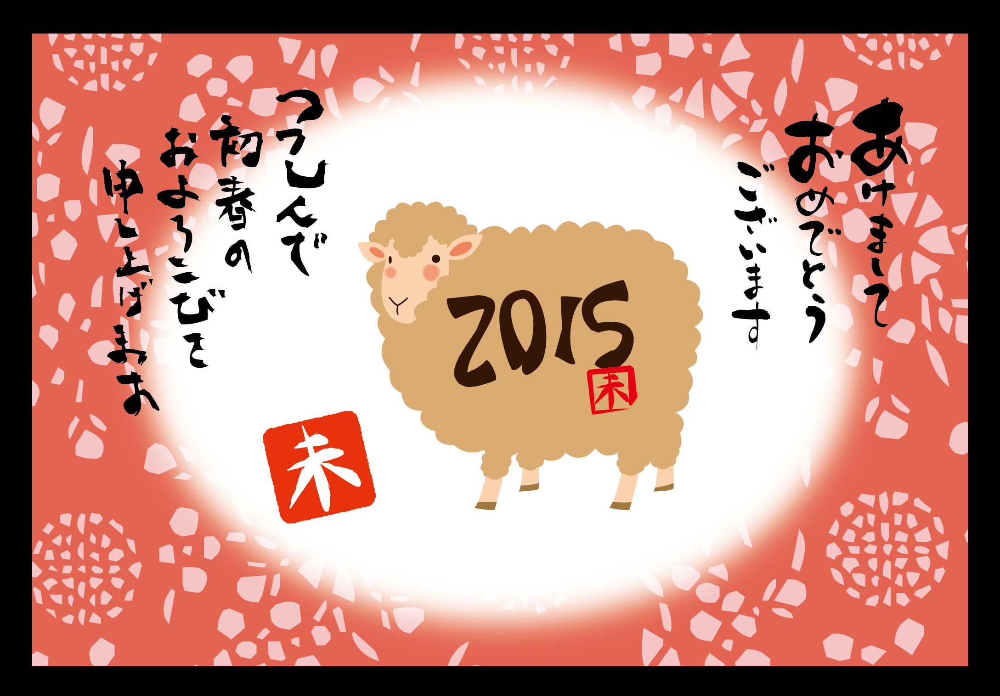 あけまして
おめでとう
ございます
2015
未
つつしんで
初春の
およろこびを
申し上げます
未